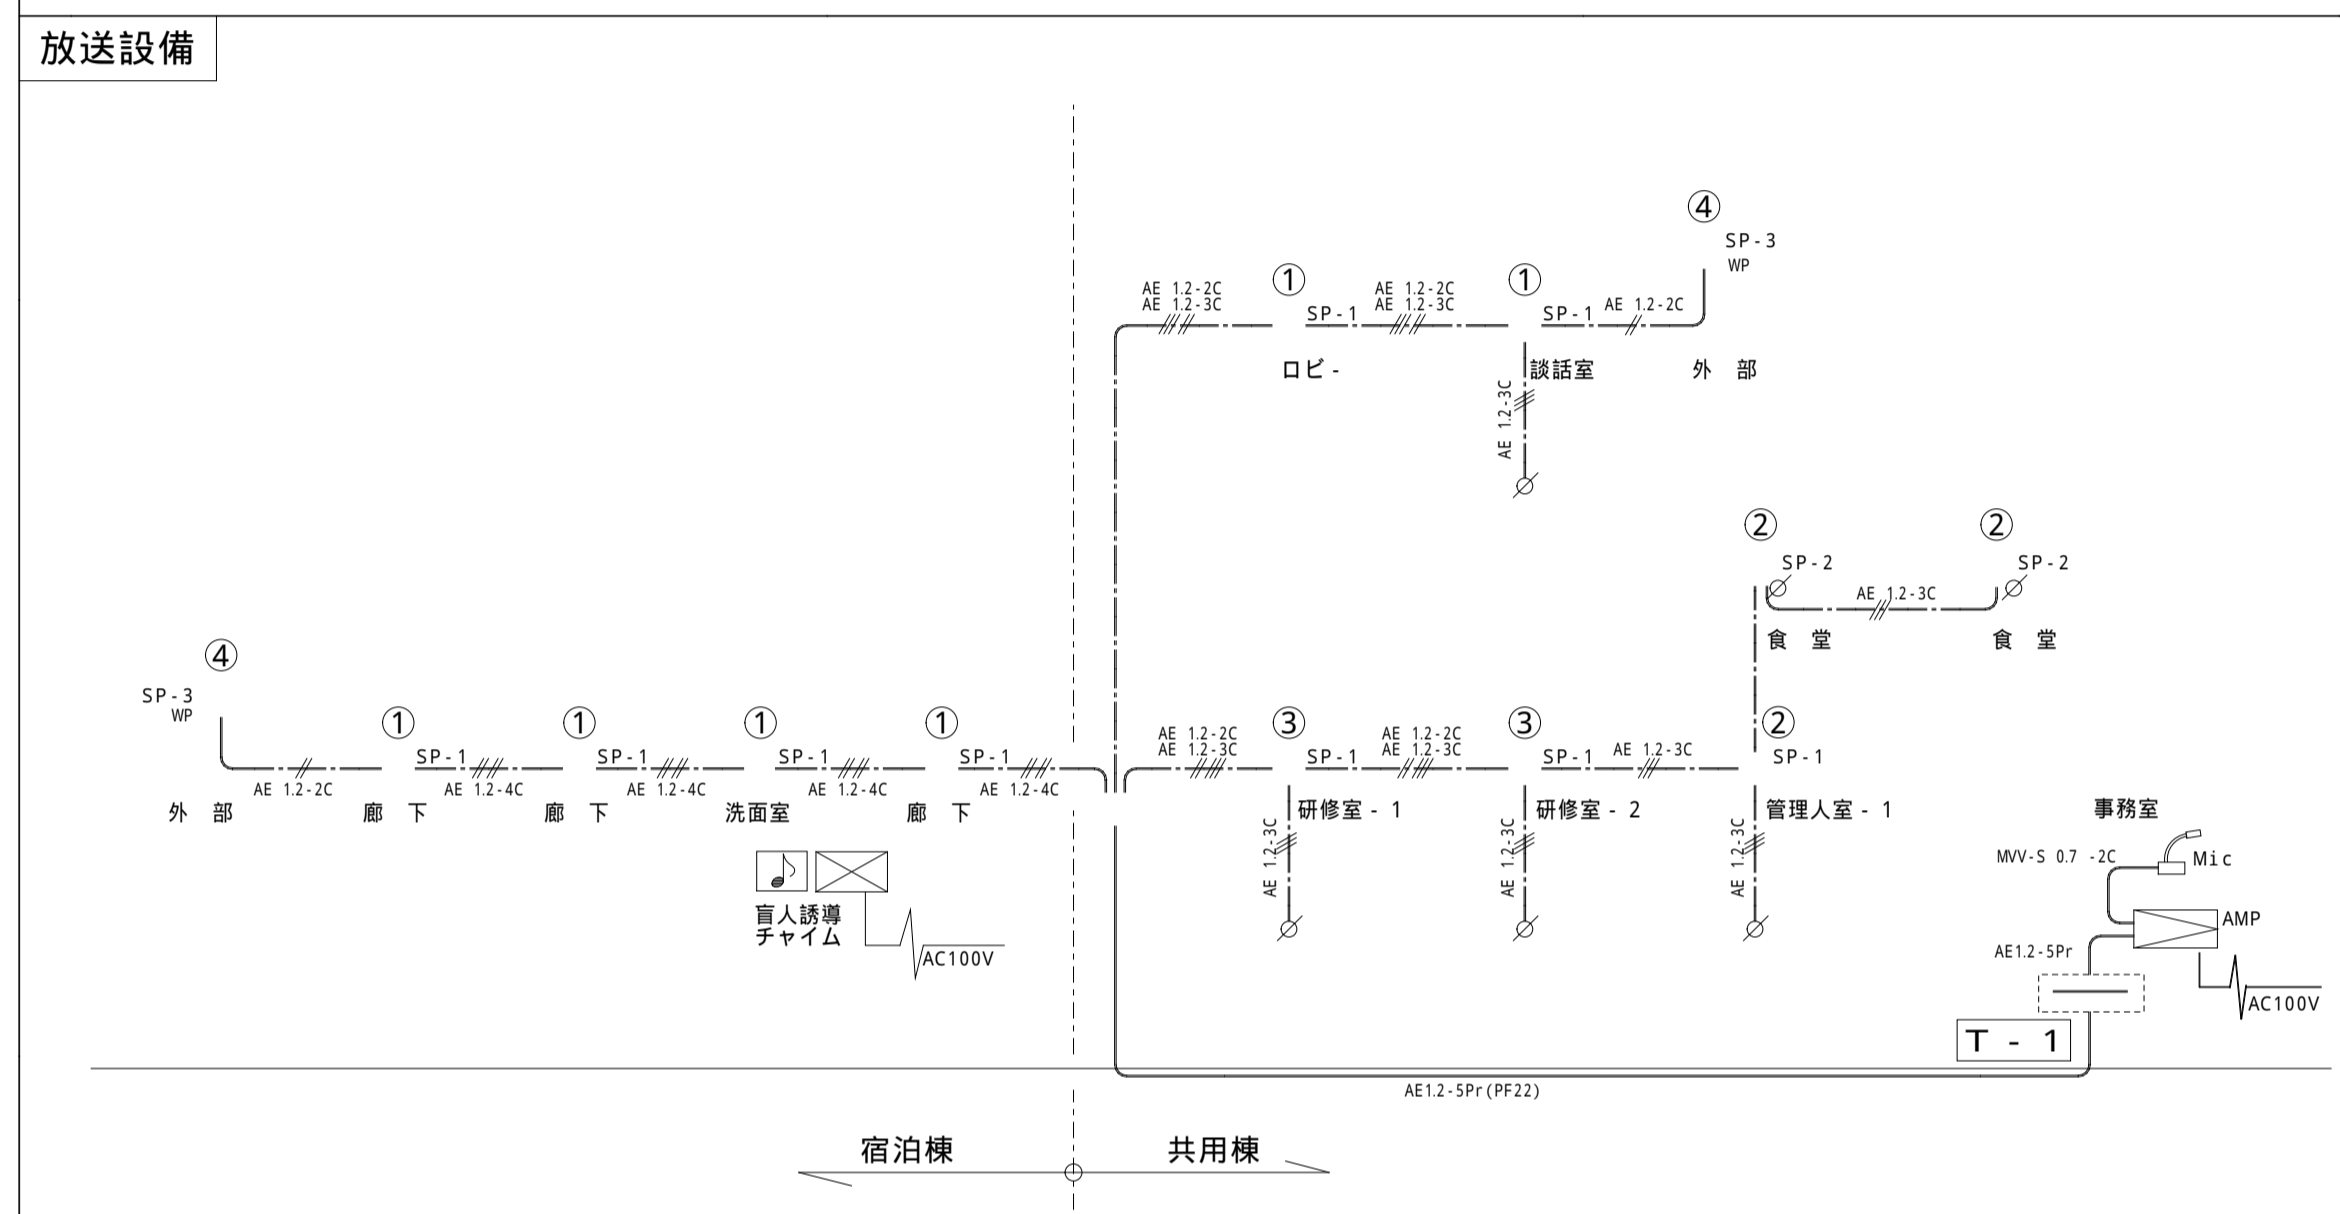 放送設備
④
SP-3
WP
①
①
AE 1.2-2C
AE 1.2-3C
SP-1
AE 1.2-2C
AE 1.2-3C
SP-1
AE 1.2-2C
ロビ-
談話室
外 部
AE 1.2-3C
②
②
SP-2
SP-2
AE 1.2-3C
食 堂
食 堂
④
SP-3
WP
①
①
①
①
SP-1
SP-1
SP-1
SP-1
AE 1.2-2C
AE 1.2-4C
AE 1.2-4C
AE 1.2-4C
AE 1.2-4C
外 部
廊 下
廊 下
洗面室
廊 下
③
③
②
AE 1.2-2C
AE 1.2-3C
SP-1
AE 1.2-2C
AE 1.2-3C
SP-1
AE 1.2-3C
SP-1
研修室 - 1
研修室 - 2
管理人室 - 1
事務室
AE 1.2-3C
AE 1.2-3C
AE 1.2-3C
MVV-S 0.7 -2C
Mic
盲人誘導
チャイム
AC100V
AMP
AE1.2-5Pr
AC100V
T - 1
AE1.2-5Pr(PF22)
宿泊棟
共用棟